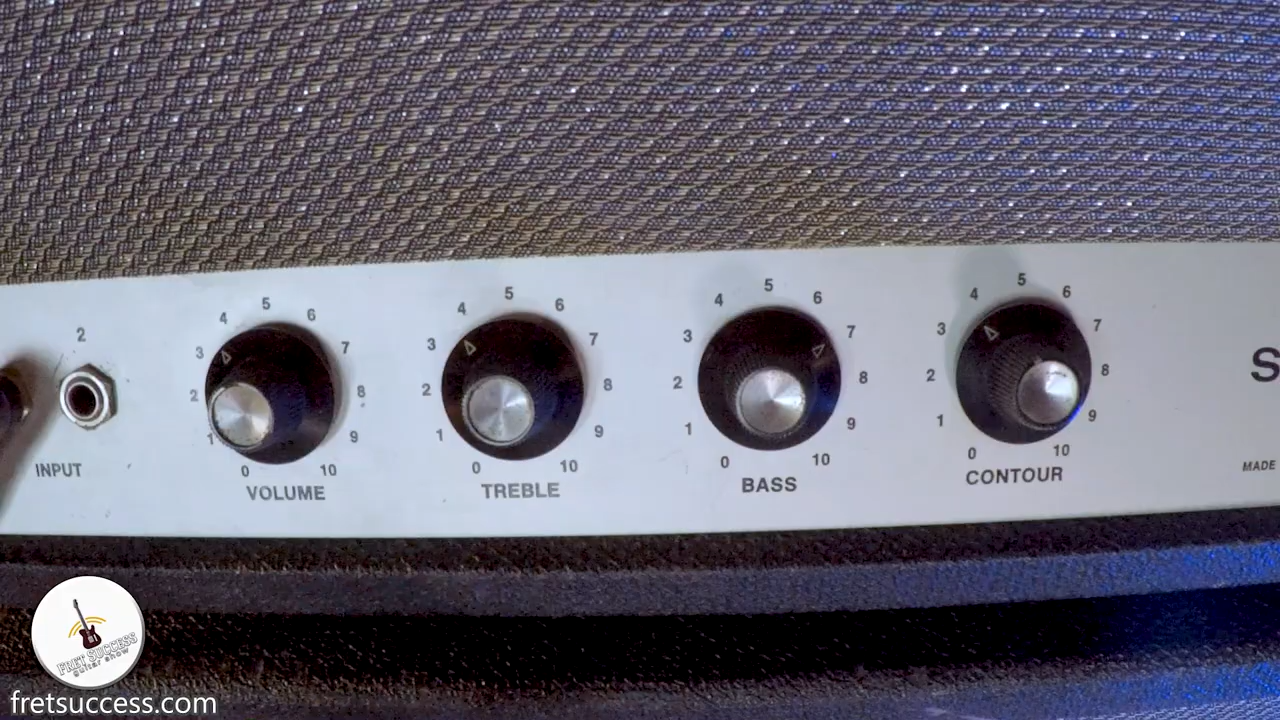 2
INPUT
0 1 2 3 4 5 6 7 8 9 10
VOLUME
0 1 2 3 4 5 6 7 8 9 10
TREBLE
0 1 2 3 4 5 6 7 8 9 10
BASS
0 1 2 3 4 5 6 7 8 9 10
CONTOUR
S
MADE
FRET SUCCESS
guitar show
fretsuccess.com